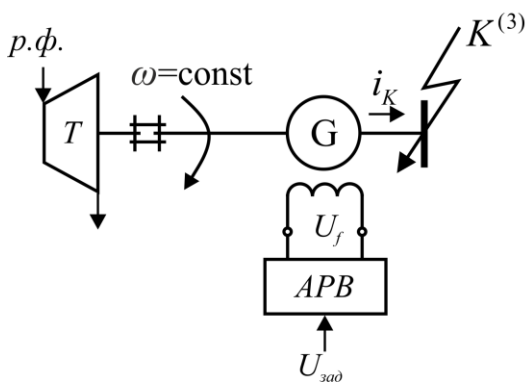 р.ф.
K⁽³⁾
ω=const
i_K
T
G
U_f
АРВ
U_зад